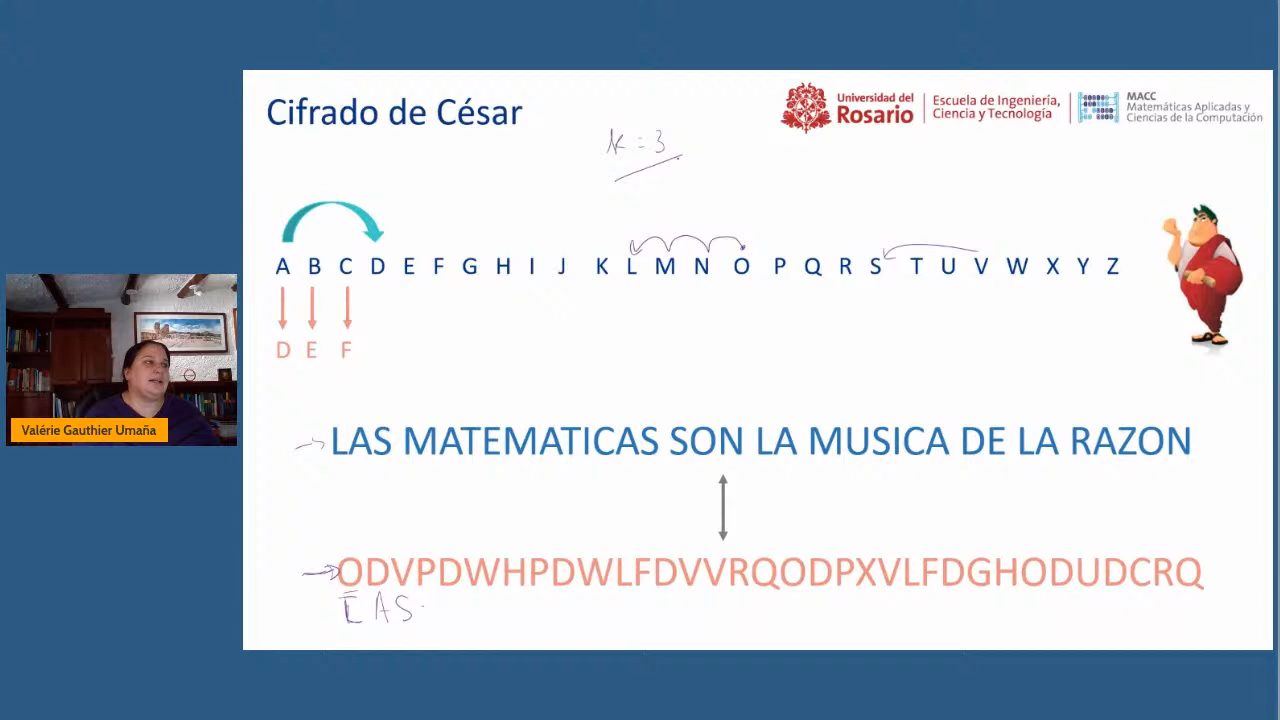 Cifrado de César
Universidad del
Rosario
Escuela de Ingeniería,
Ciencia y Tecnología
MACC
Matemáticas Aplicadas y
Ciencias de la Computación
K = 3
A B C D E F G H I J K L M N O P Q R S T U V W X Y Z
D E F
Valérie Gauthier Umaña
LAS MATEMATICAS SON LA MUSICA DE LA RAZON
ODVPDWHPDWLFDVVRQODPXVLFDGHODUDCRQ
L A S